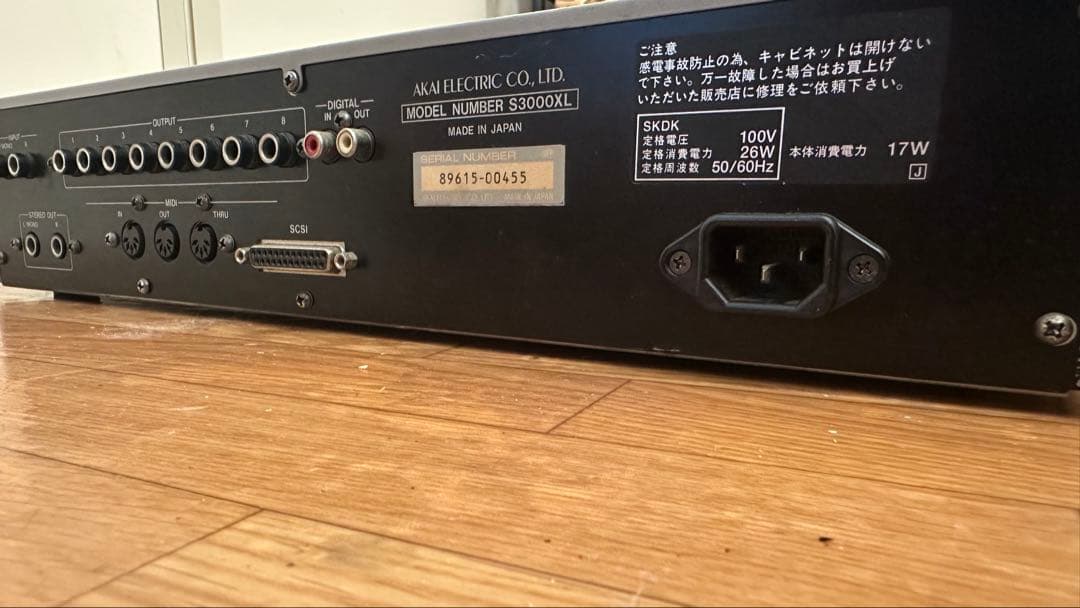 AKAI ELECTRIC CO., LTD.
MODEL NUMBER S3000XL
MADE IN JAPAN
SERIAL NUMBER
89615-00455
MADE IN JAPAN
ご注意
感電事故防止の為、キャビネットは開けない
で下さい。万一故障した場合はお買上げ
いただいた販売店に修理をご依頼下さい。
SKDK
定格電圧 100V
定格消費電力 26W
定格周波数 50/60Hz
本体消費電力 17W
J
INPUT
MONO R
OUTPUT
1 2 3 4 5 6 7 8
DIGITAL
IN OUT
STEREO OUT
L/MONO R
MIDI
IN OUT THRU
SCSI